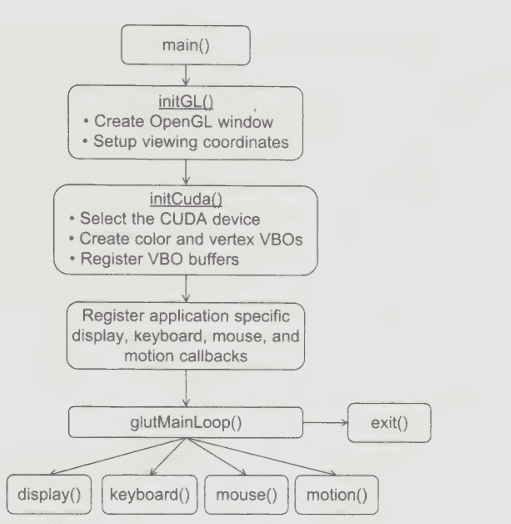 main()
initGL()
• Create OpenGL window
• Setup viewing coordinates
initCuda()
• Select the CUDA device
• Create color and vertex VBOs
• Register VBO buffers
Register application specific
display, keyboard, mouse, and
motion callbacks
glutMainLoop()
exit()
display()
keyboard()
mouse()
motion()